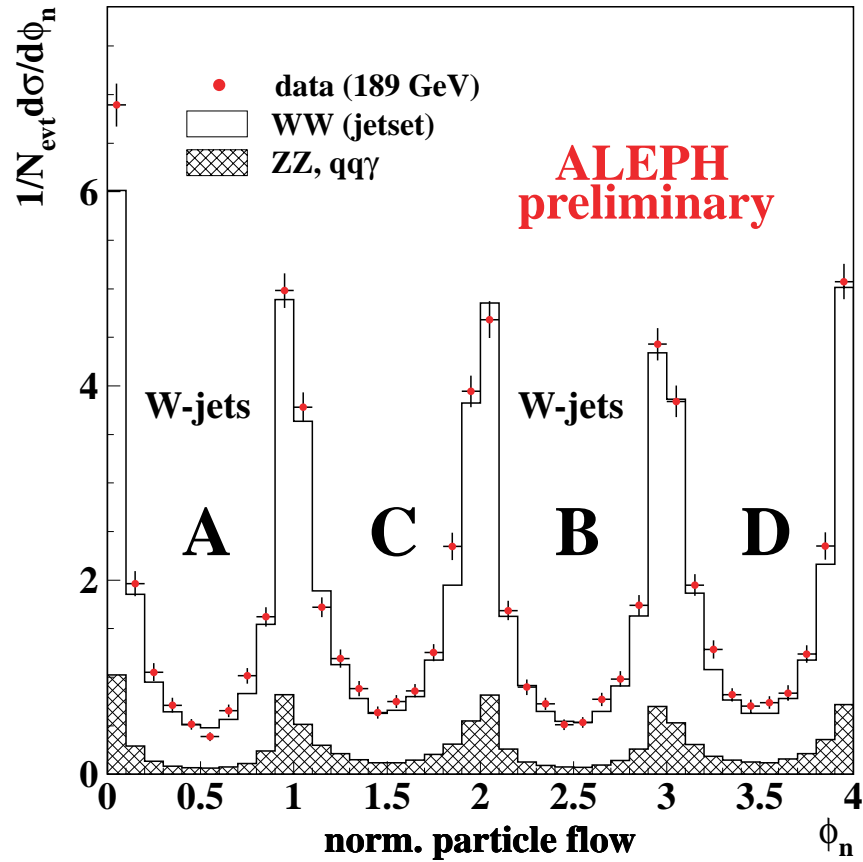 1/N_evt dσ/dϕ_n
data (189 GeV)
WW (jetset)
ZZ, qqγ
ALEPH
preliminary
6
4
2
0
W-jets
W-jets
A
C
B
D
0 0.5 1 1.5 2 2.5 3 3.5 4
norm. particle flow
ϕ_n